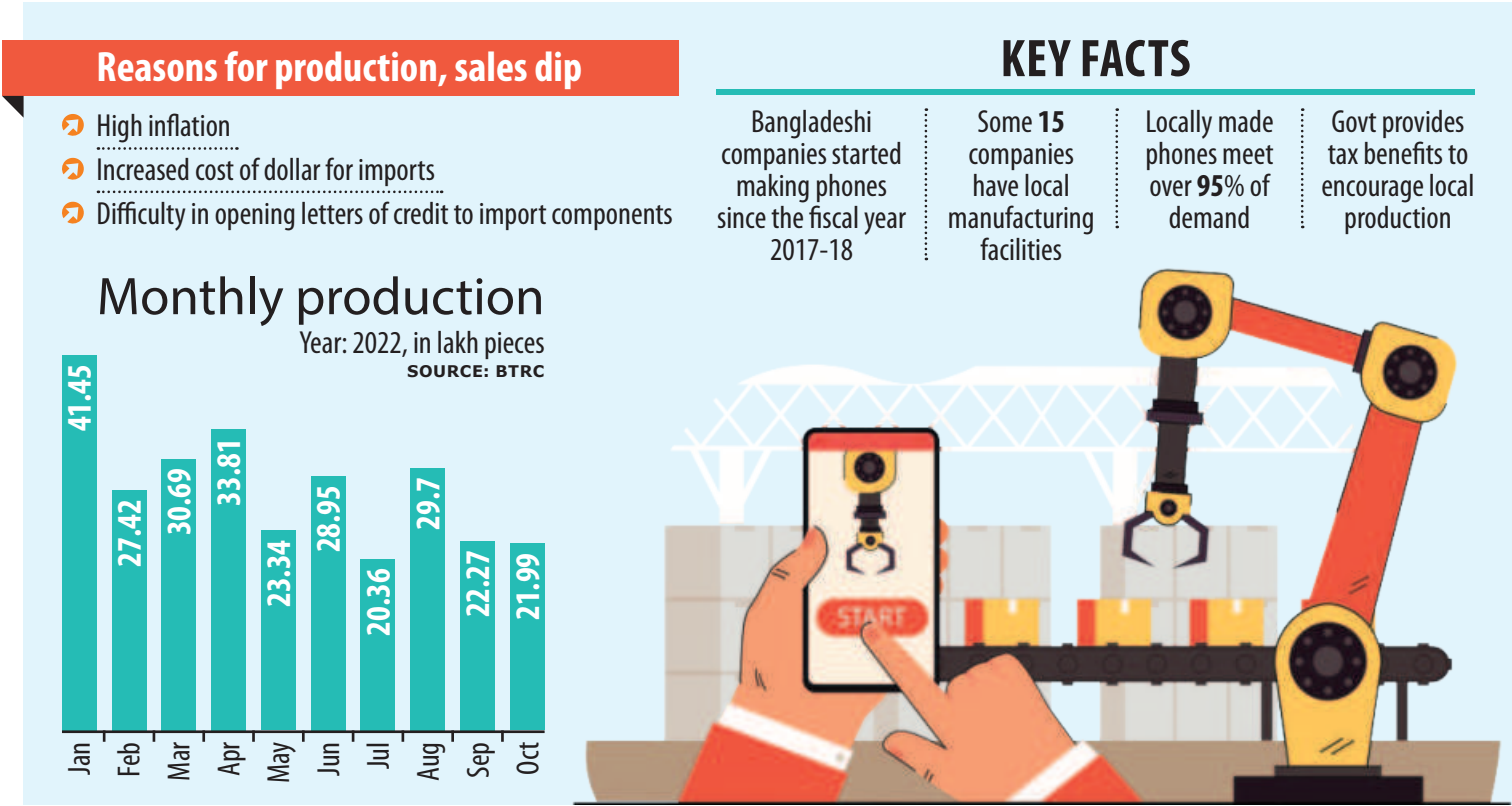 Reasons for production, sales dip
High inflation
Increased cost of dollar for imports
Difficulty in opening letters of credit to import components
KEY FACTS
Bangladeshi
companies started
making phones
since the fiscal year
2017-18
Some 15
companies
have local
manufacturing
facilities
Locally made
phones meet
over 95% of
demand
Govt provides
tax benefits to
encourage local
production
Monthly production
Year: 2022, in lakh pieces
SOURCE: BTRC
41.45
27.42
30.69
33.81
23.34
28.95
20.36
29.7
22.27
21.99
Jan
Feb
Mar
Apr
May
Jun
Jul
Aug
Sep
Oct
START